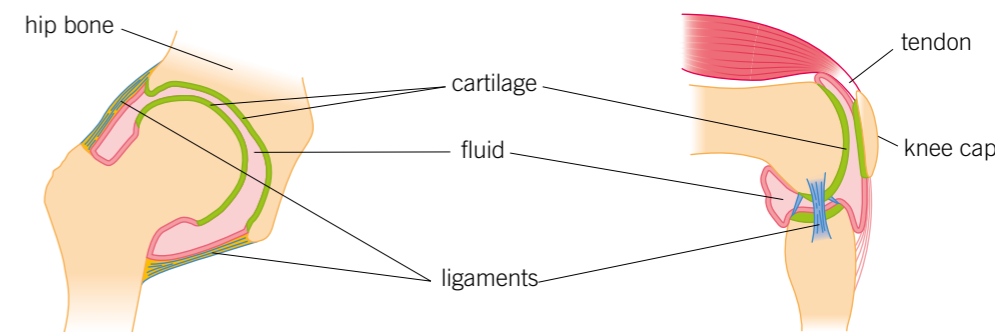 hip bone
tendon
cartilage
fluid
knee cap
ligaments